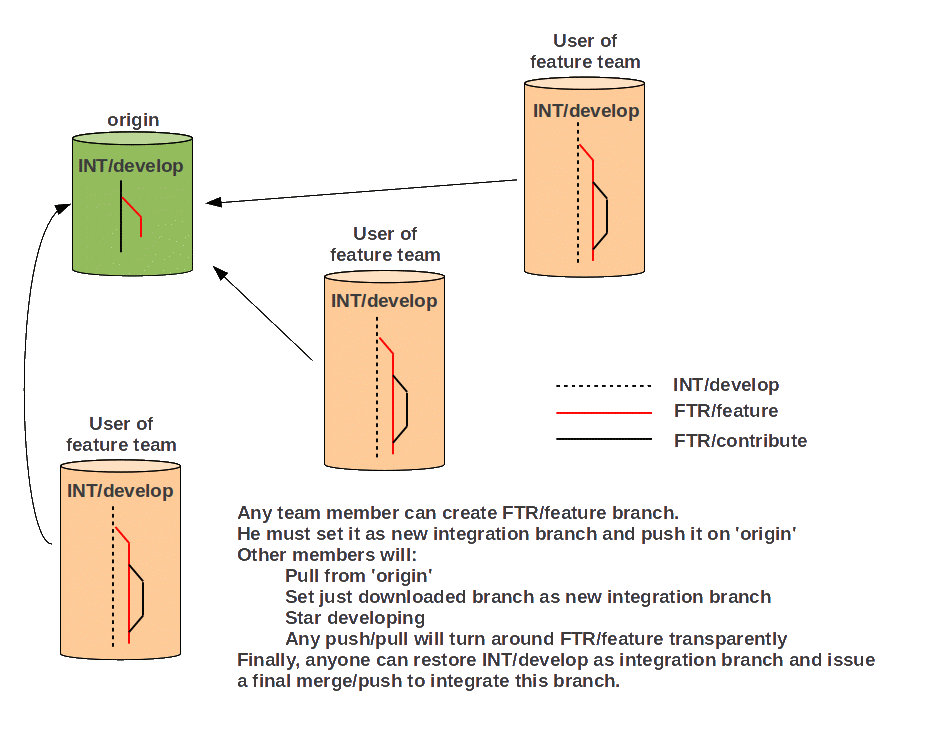 User of
feature team
INT/develop
origin
INT/develop
User of
feature team
INT/develop
INT/develop
FTR/feature
FTR/contribute
User of
feature team
INT/develop
Any team member can create FTR/feature branch.
He must set it as new integration branch and push it on 'origin'
Other members will:
Pull from 'origin'
Set just downloaded branch as new integration branch
Star developing
Any push/pull will turn around FTR/feature transparently
Finally, anyone can restore INT/develop as integration branch and issue
a final merge/push to integrate this branch.